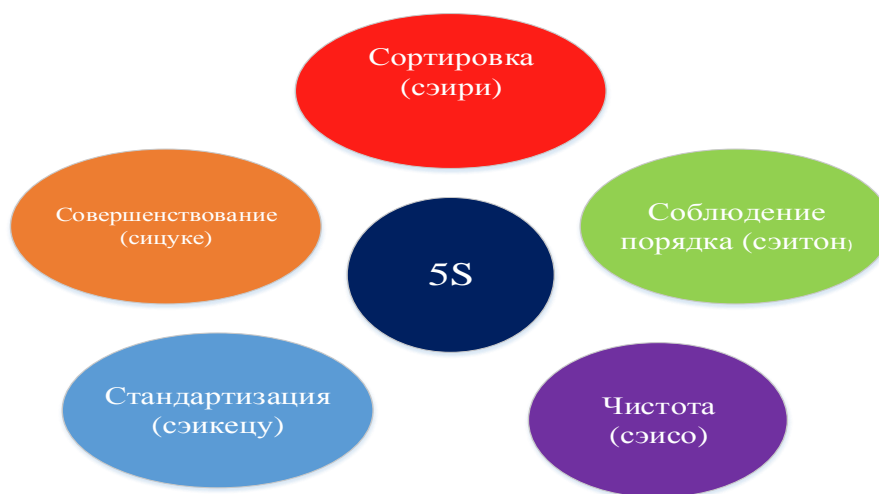 Сортировка
(сэири)
Совершенствование
(сицуке)
Соблюдение
порядка (сэитон)
5S
Стандартизация
(сэикецу)
Чистота
(сэисо)